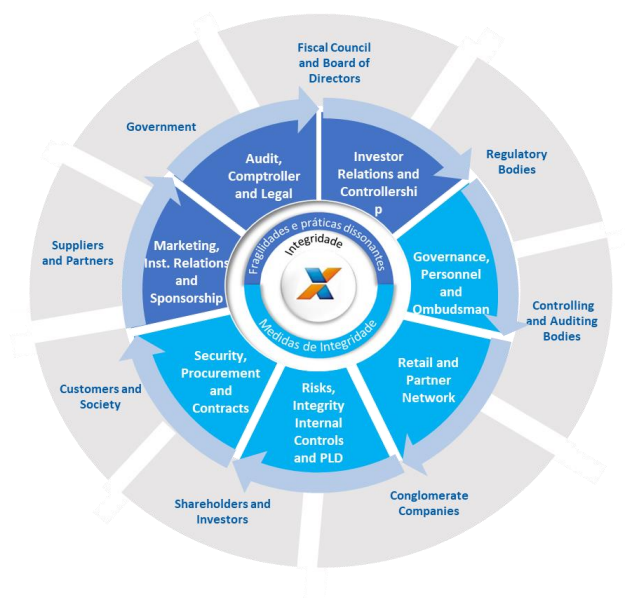 Fiscal Council
and Board of
Directors
Government
Regulatory
Bodies
Audit,
Comptroller
and Legal
Investor
Relations and
Controllershi
p
Suppliers
and Partners
Marketing,
Inst. Relations
and
Sponsorship
Fragilidades e práticas dissonantes
Integridade
Medidas de Integridade
Governance,
Personnel
and
Ombudsman
Controlling
and Auditing
Bodies
Customers and
Society
Security,
Procurement
and
Contracts
Risks,
Integrity
Internal
Controls
and PLD
Retail and
Partner
Network
Shareholders and
Investors
Conglomerate
Companies